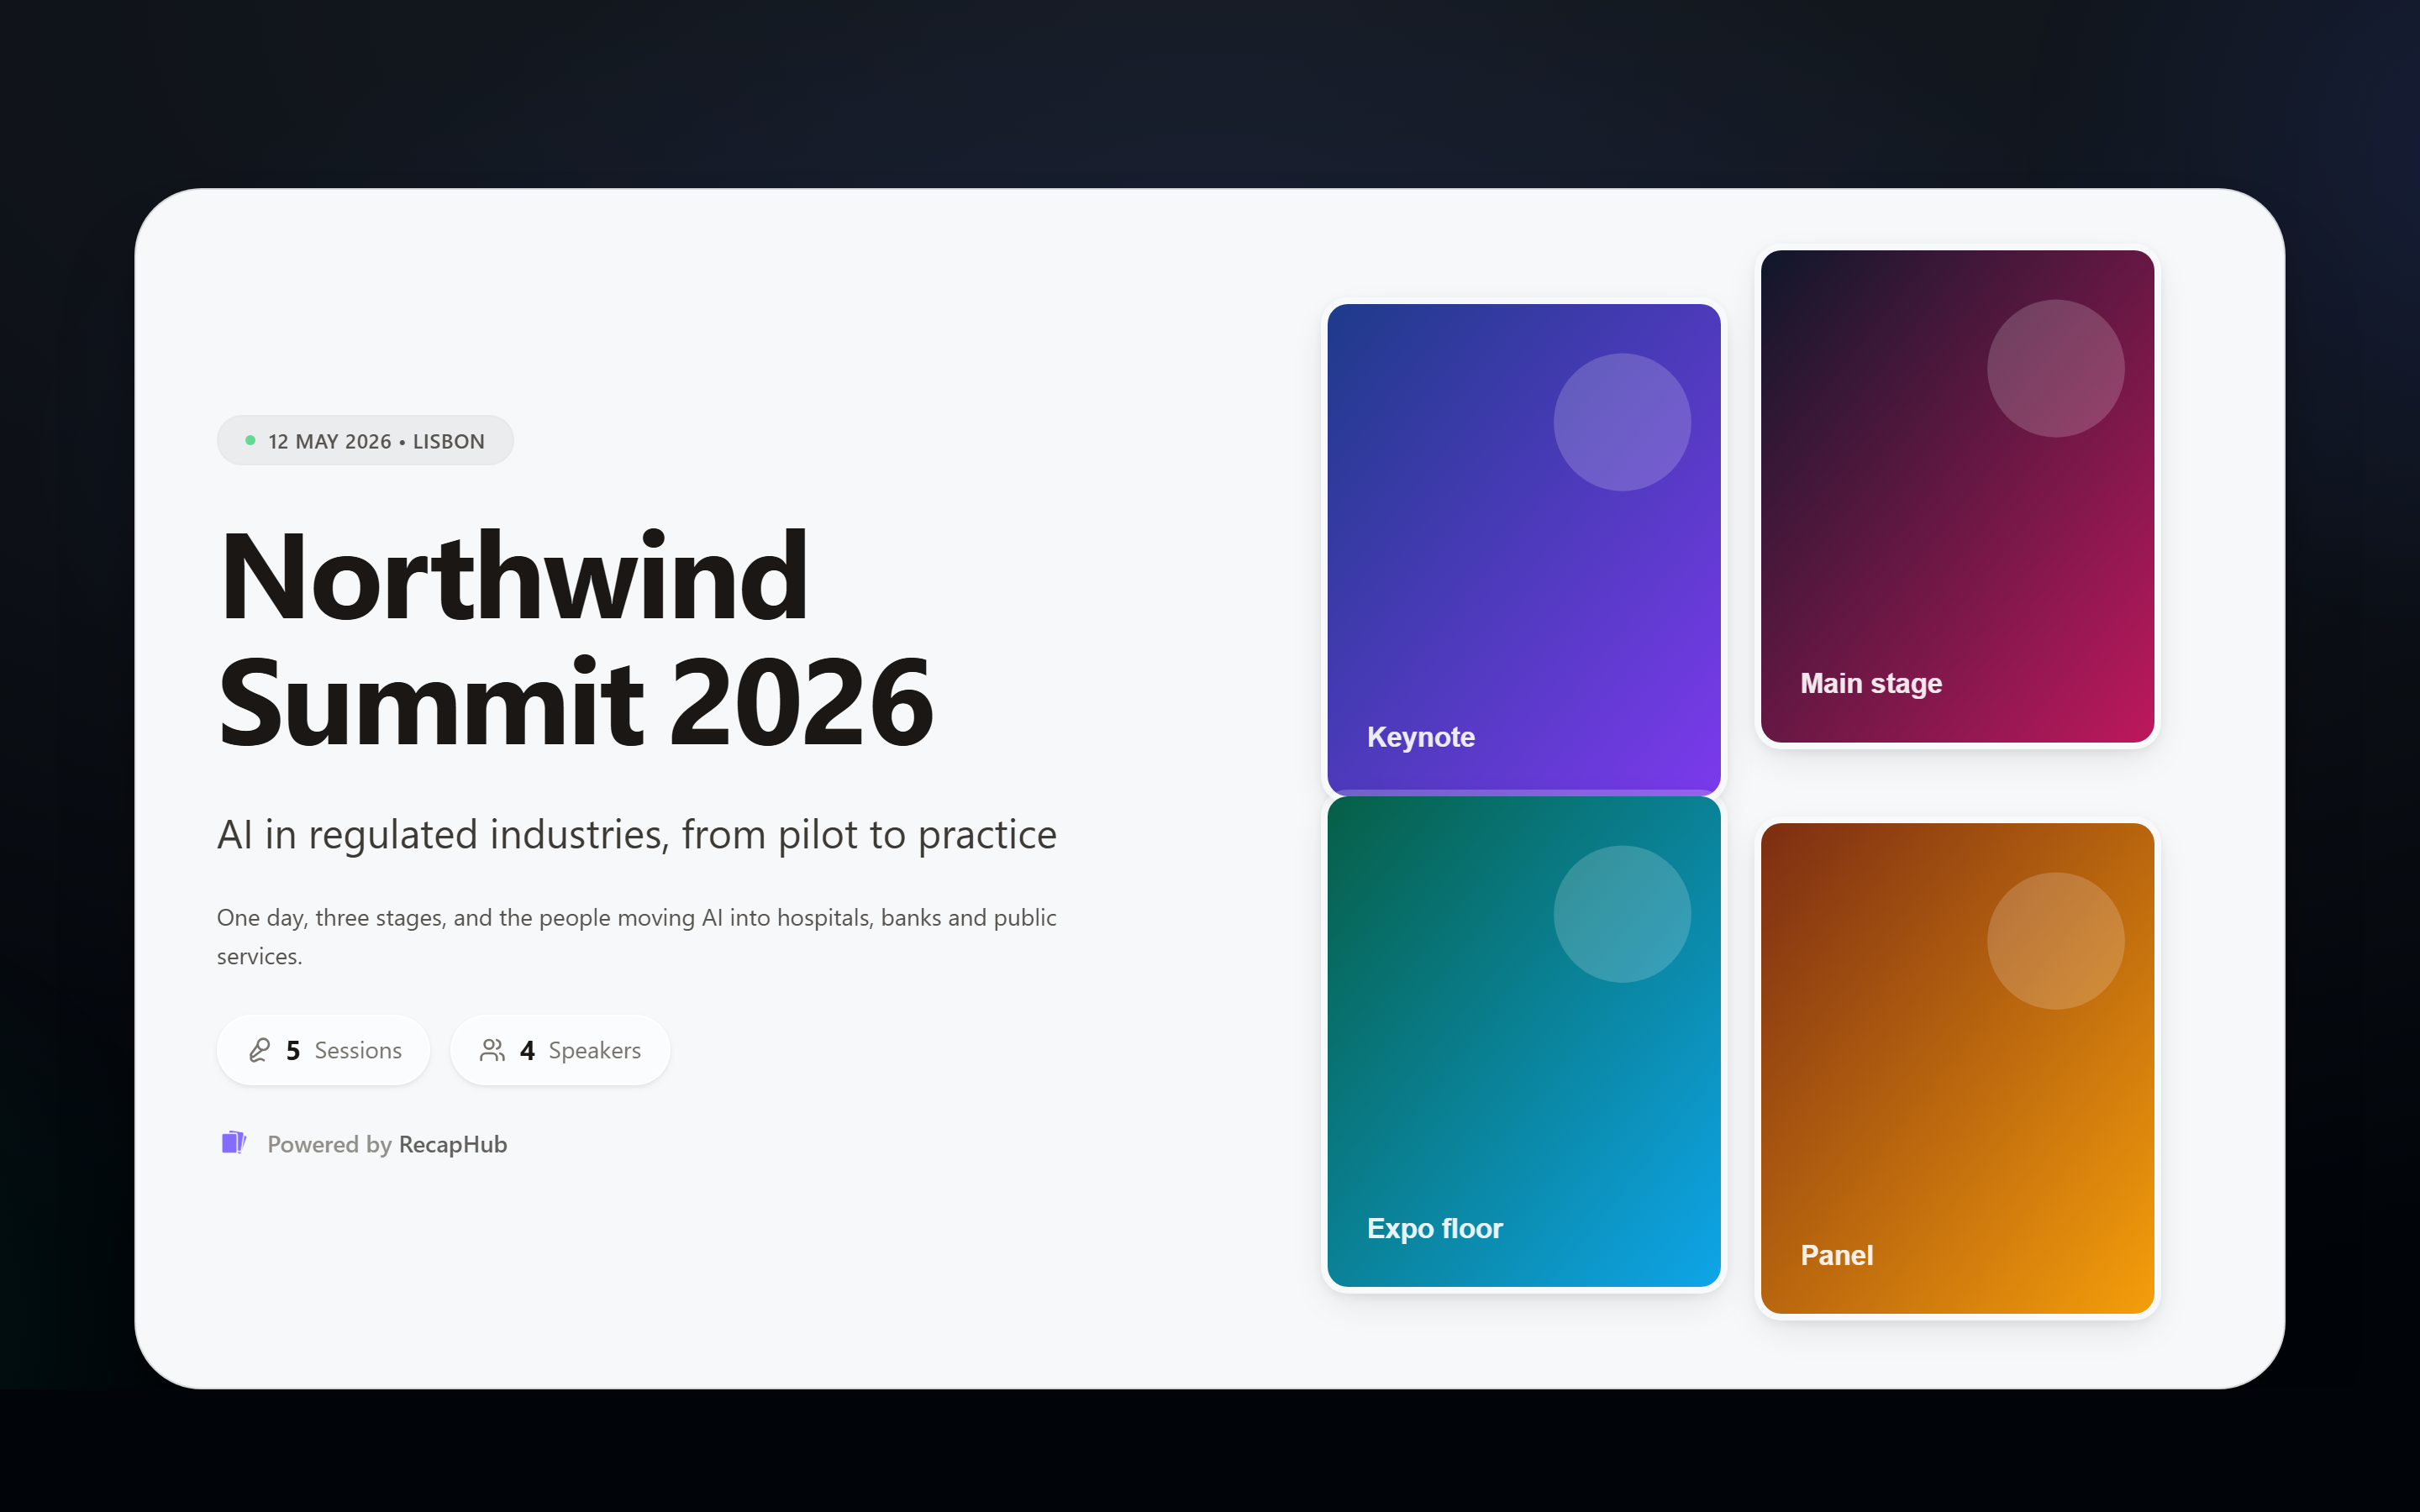 12 MAY 2026 • LISBON
Northwind
Summit 2026
AI in regulated industries, from pilot to practice
One day, three stages, and the people moving AI into hospitals, banks and public
services.
5 Sessions
4 Speakers
Powered by RecapHub
Keynote
Main stage
Expo floor
Panel